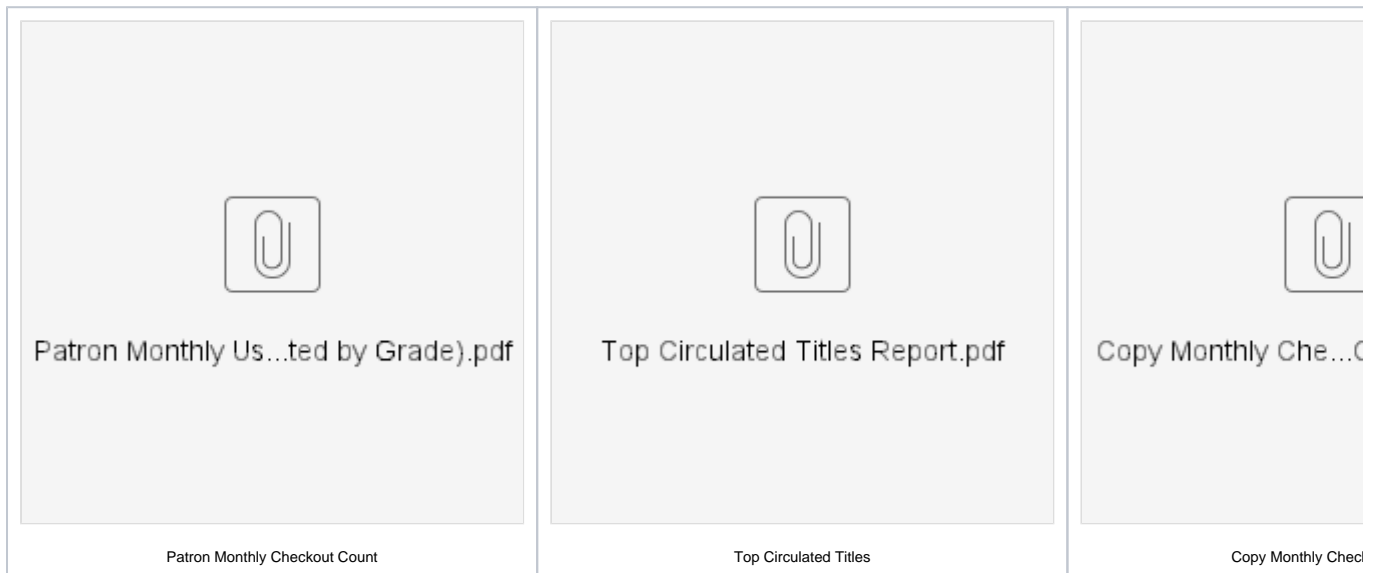 Patron Monthly Us...ted by Grade).pdf
Top Circulated Titles Report.pdf
Copy Monthly Che...
Patron Monthly Checkout Count
Top Circulated Titles
Copy Monthly